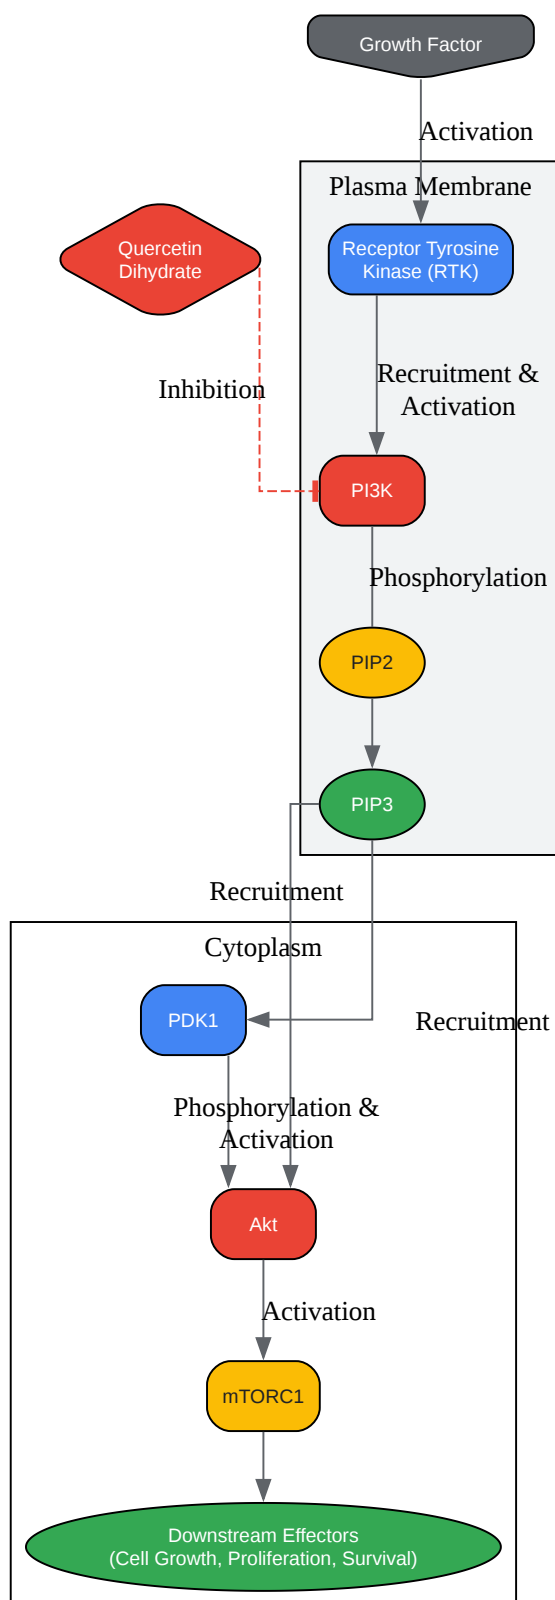 Growth Factor
Activation
Plasma Membrane
Quercetin
Dihydrate
Receptor Tyrosine
Kinase (RTK)
Inhibition
Recruitment &
Activation
PI3K
Phosphorylation
PIP2
PIP3
Recruitment
Cytoplasm
PDK1
Recruitment
Phosphorylation &
Activation
Akt
Activation
mTORC1
Downstream Effectors
(Cell Growth, Proliferation, Survival)